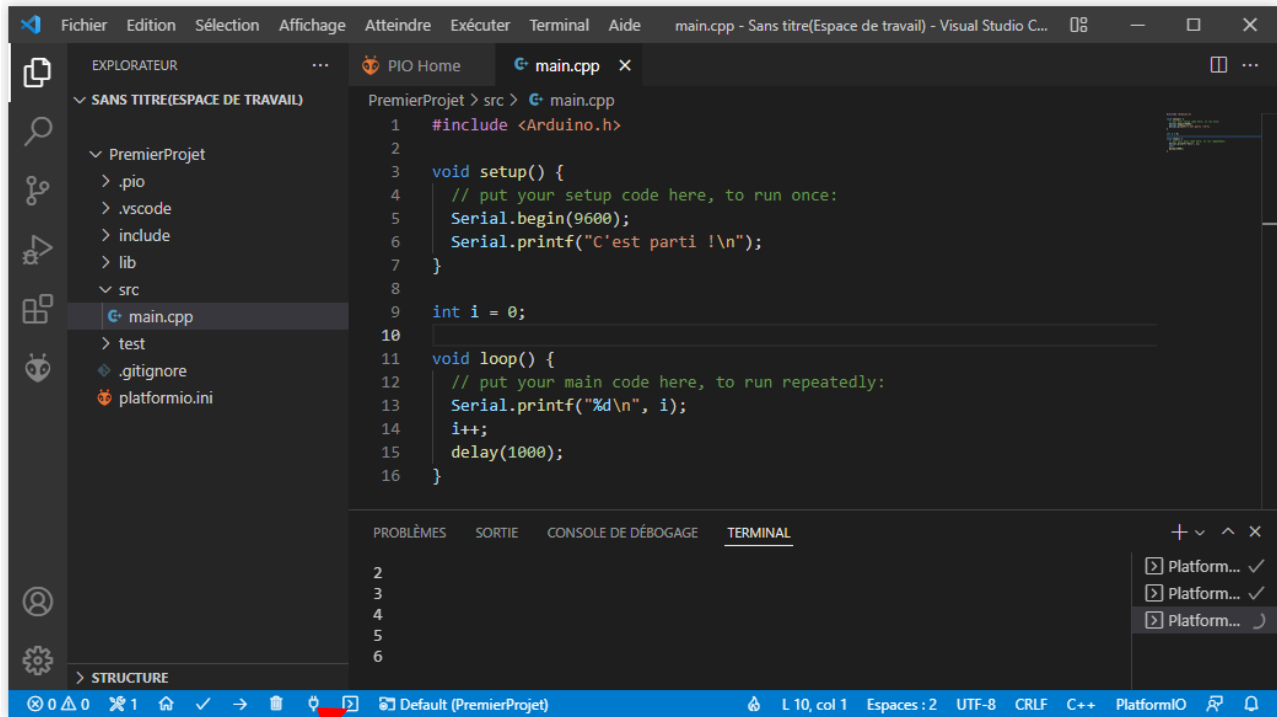 Fichier Edition Sélection Affichage Atteindre Exécuter Terminal Aide main.cpp - Sans titre(Espace de travail) - Visual Studio C...
EXPLORATEUR
SANS TITRE(ESPACE DE TRAVAIL)
PremierProjet
.pio
.vscode
include
lib
src
main.cpp
test
.gitignore
platformio.ini
STRUCTURE
PIO Home main.cpp
PremierProjet > src > main.cpp
1 #include <Arduino.h>
2
3 void setup() {
4 // put your setup code here, to run once:
5 Serial.begin(9600);
6 Serial.printf("C'est parti !\n");
7 }
8
9 int i = 0;
10
11 void loop() {
12 // put your main code here, to run repeatedly:
13 Serial.printf("%d\n", i);
14 i++;
15 delay(1000);
16 }
PROBLÈMES SORTIE CONSOLE DE DÉBOGAGE TERMINAL
2
3
4
5
6
Platform...
Platform...
Platform...
0 0 1 Default (PremierProjet) L 10, col 1 Espaces : 2 UTF-8 CRLF C++ PlatformIO